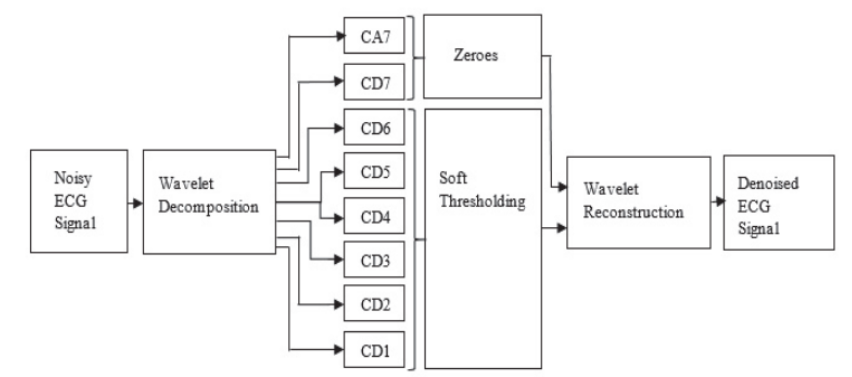 Noisy
ECG
Signal
Wavelet
Decomposition
CA7
CD7
CD6
CD5
CD4
CD3
CD2
CD1
Zeroes
Soft
Thresholding
Wavelet
Reconstruction
Denoised
ECG
Signal